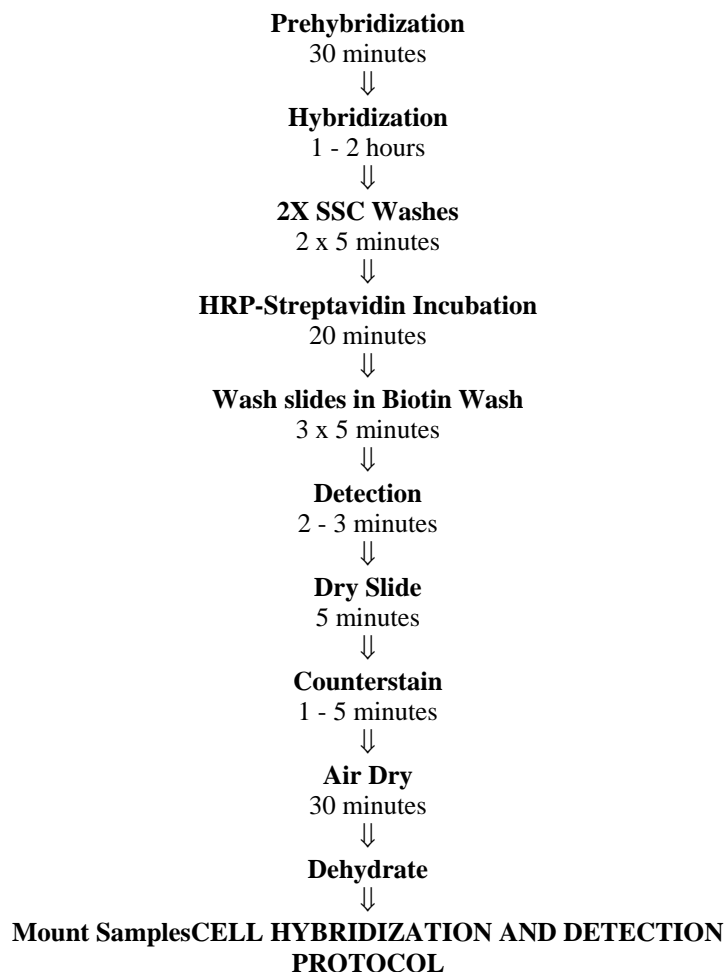 Prehybridization
30 minutes
⇓
Hybridization
1 - 2 hours
⇓
2X SSC Washes
2 x 5 minutes
⇓
HRP-Streptavidin Incubation
20 minutes
⇓
Wash slides in Biotin Wash
3 x 5 minutes
⇓
Detection
2 - 3 minutes
⇓
Dry Slide
5 minutes
⇓
Counterstain
1 - 5 minutes
⇓
Air Dry
30 minutes
⇓
Dehydrate
⇓
Mount SamplesCELL HYBRIDIZATION AND DETECTION
PROTOCOL